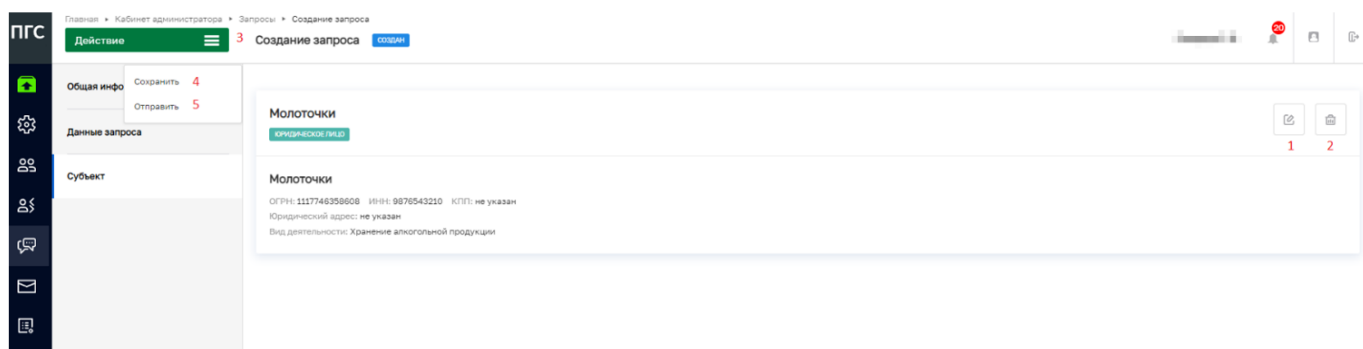 Главная ▸ Кабинет администратора ▸ Запросы ▸ Создание запроса
ПГС
Действие
3
Создание запроса
СОЗДАН
20
Общая инфо
Сохранить 4
Отправить 5
Данные запроса
Субъект
Молоточки
ЮРИДИЧЕСКОЕ ЛИЦО
1 2
Молоточки
ОГРН: 1117746358608 ИНН: 9876543210 КПП: не указан
Юридический адрес: не указан
Вид деятельности: Хранение алкогольной продукции